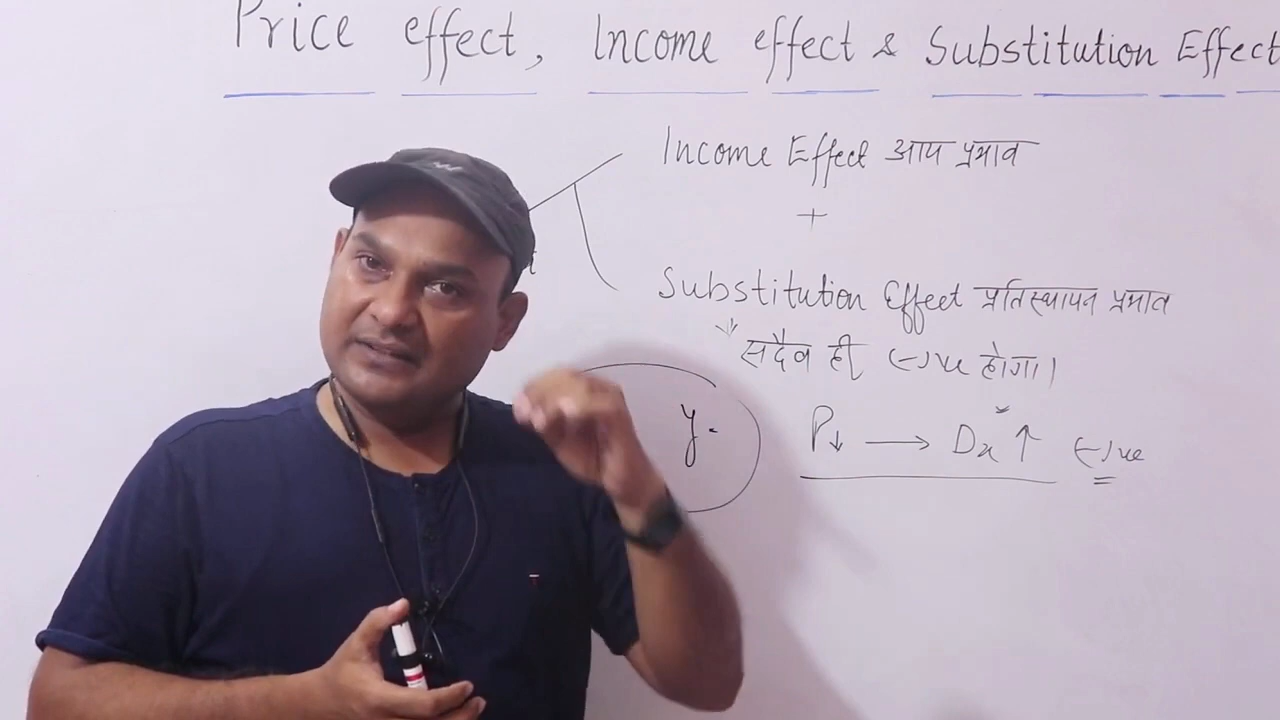 Price effect, Income effect & Substitution Effect
Income Effect आय प्रभाव
+
Substitution Effect प्रतिस्थापन प्रभाव
सदैव ही (-)ve होगा।
y.
P↓ → Dx ↑ (-)ve